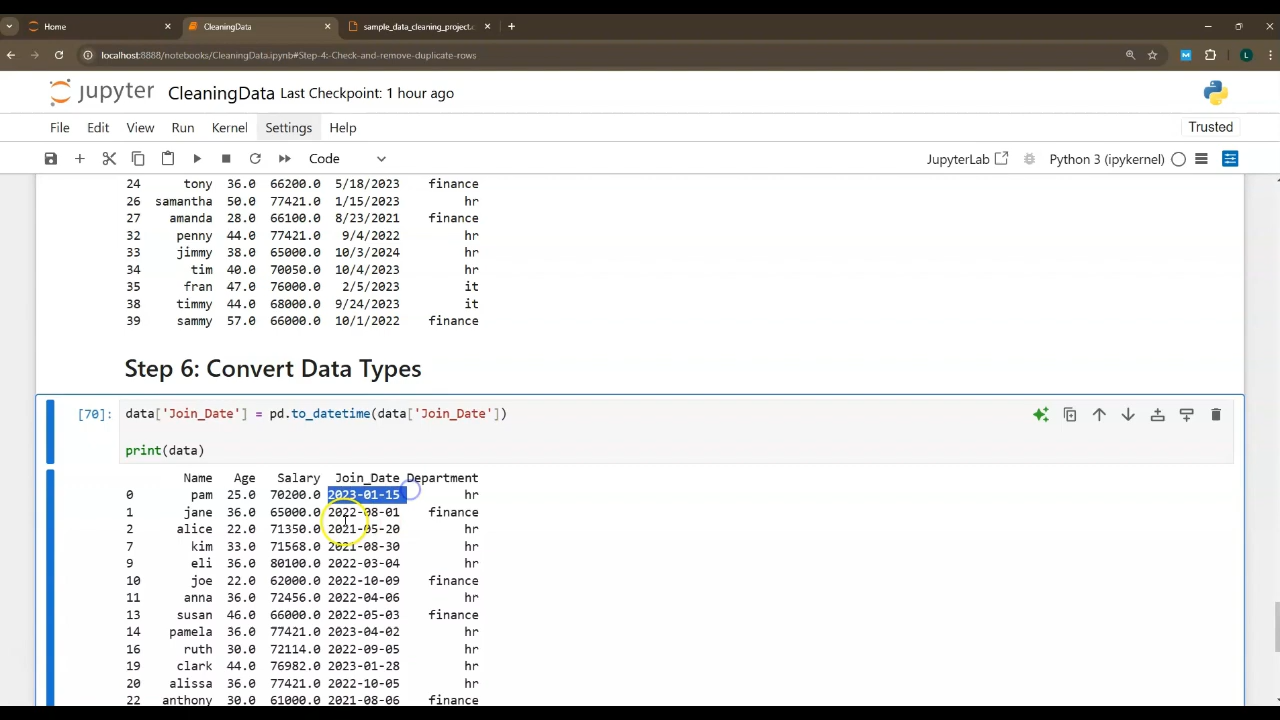 Home
CleaningData
sample_data_cleaning_project.c
localhost:8888/notebooks/CleaningData.ipynb#Step-4:-Check-and-remove-duplicate-rows
L
jupyter CleaningData Last Checkpoint: 1 hour ago
File Edit View Run Kernel Settings Help
Trusted
Code
JupyterLab
Python 3 (ipykernel)
24 tony 36.0 66200.0 5/18/2023 finance
26 samantha 50.0 77421.0 1/15/2023 hr
27 amanda 28.0 66100.0 8/23/2021 finance
32 penny 44.0 77421.0 9/4/2022 hr
33 jimmy 38.0 65000.0 10/3/2024 hr
34 tim 40.0 70050.0 10/4/2023 hr
35 fran 47.0 76000.0 2/5/2023 it
38 timmy 44.0 68000.0 9/24/2023 it
39 sammy 57.0 66000.0 10/1/2022 finance
Step 6: Convert Data Types
[70]: data['Join_Date'] = pd.to_datetime(data['Join_Date'])
print(data)
Name Age Salary Join_Date Department
0 pam 25.0 70200.0 2023-01-15 hr
1 jane 36.0 65000.0 2022-08-01 finance
2 alice 22.0 71350.0 2021-05-20 hr
7 kim 33.0 71568.0 2021-08-30 hr
9 eli 36.0 80100.0 2022-03-04 hr
10 joe 22.0 62000.0 2022-10-09 finance
11 anna 36.0 72456.0 2022-04-06 hr
13 susan 46.0 66000.0 2022-05-03 finance
14 pamela 36.0 77421.0 2023-04-02 hr
16 ruth 30.0 72114.0 2022-09-05 hr
19 clark 44.0 76982.0 2023-01-28 hr
20 alissa 36.0 77421.0 2022-10-05 hr
22 anthony 30.0 61000.0 2021-08-06 finance